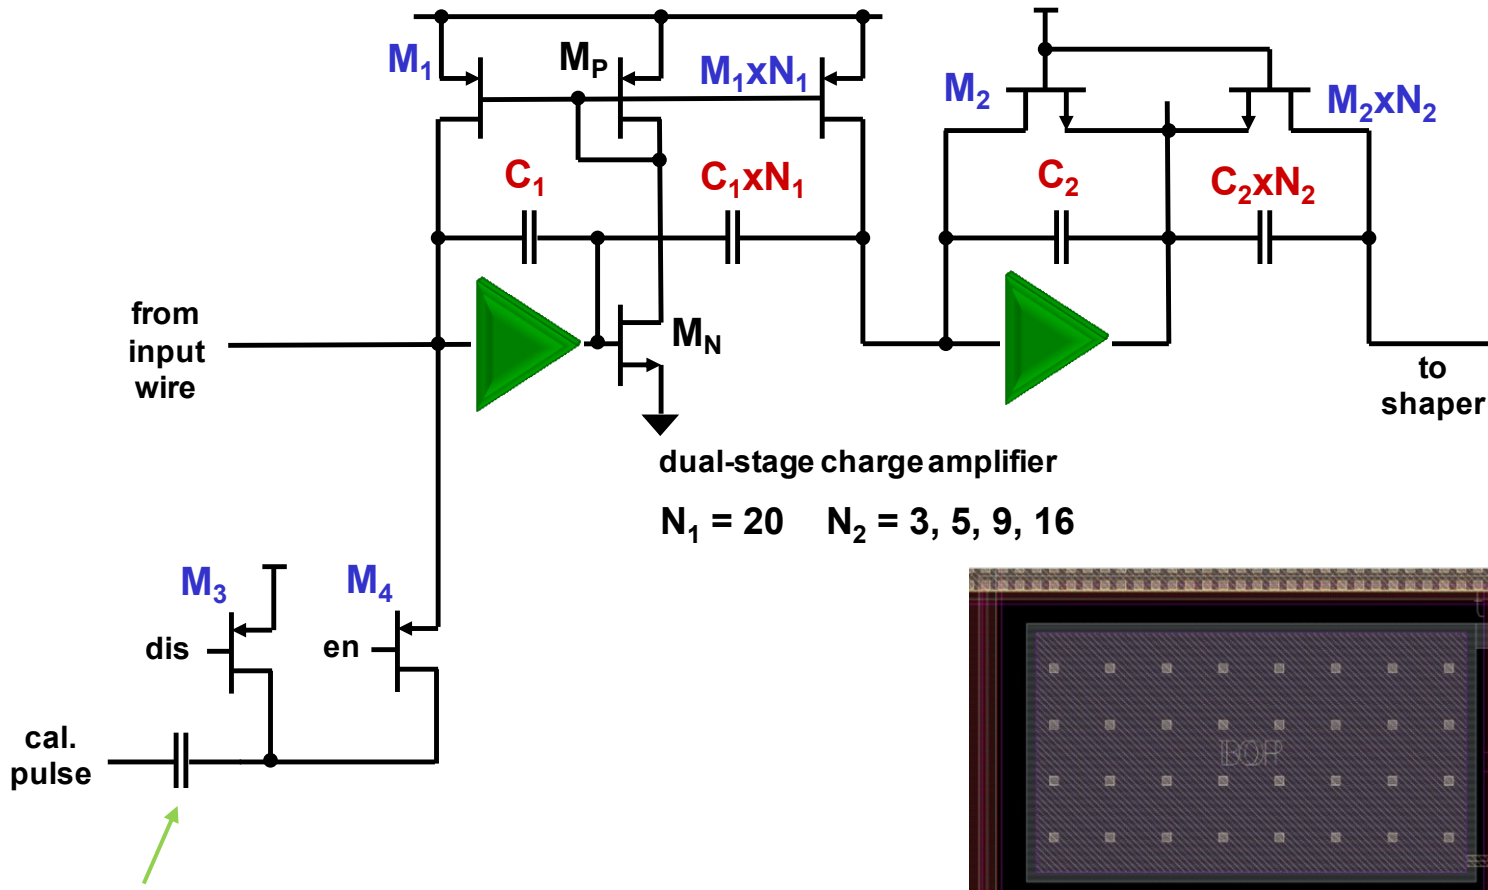 M1
MP
M1xN1
M2
M2xN2
C1
C1xN1
C2
C2xN2
from
input
wire
MN
to
shaper
dual-stage charge amplifier
N1 = 20 N2 = 3, 5, 9, 16
M3
M4
dis
en
cal.
pulse